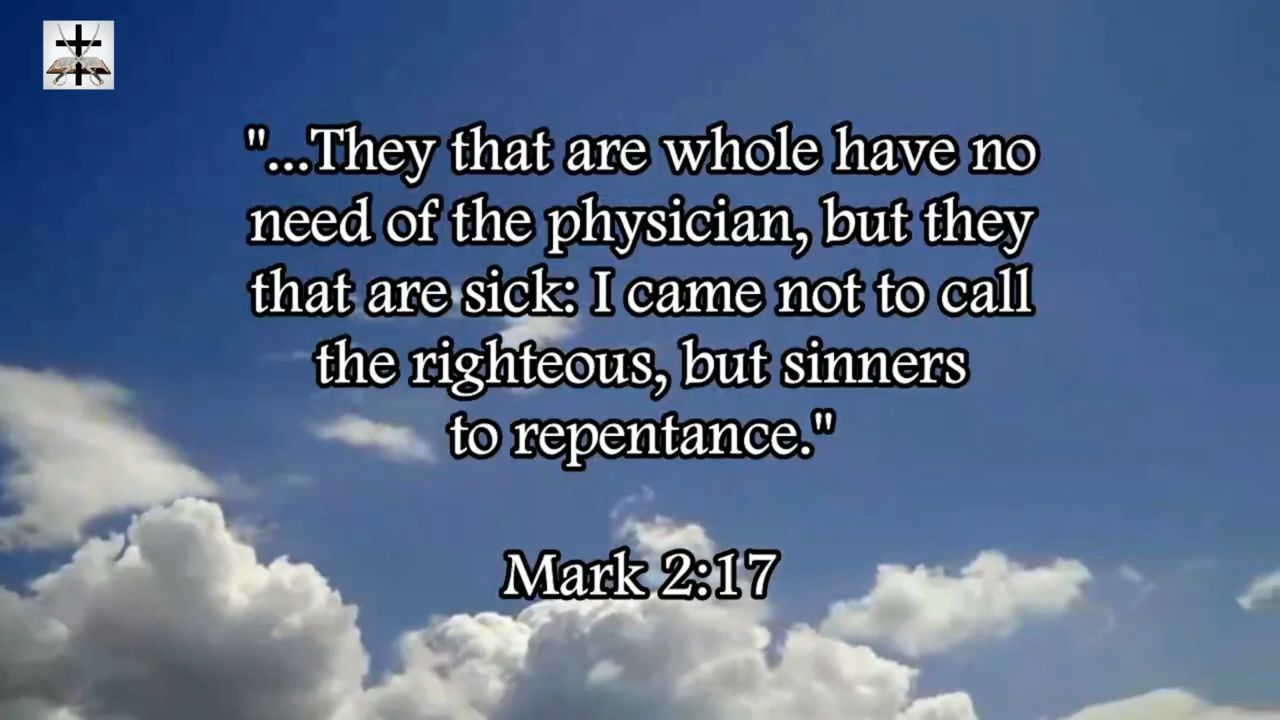 "...They that are whole have no
need of the physician, but they
that are sick: I came not to call
the righteous, but sinners
to repentance."
Mark 2:17